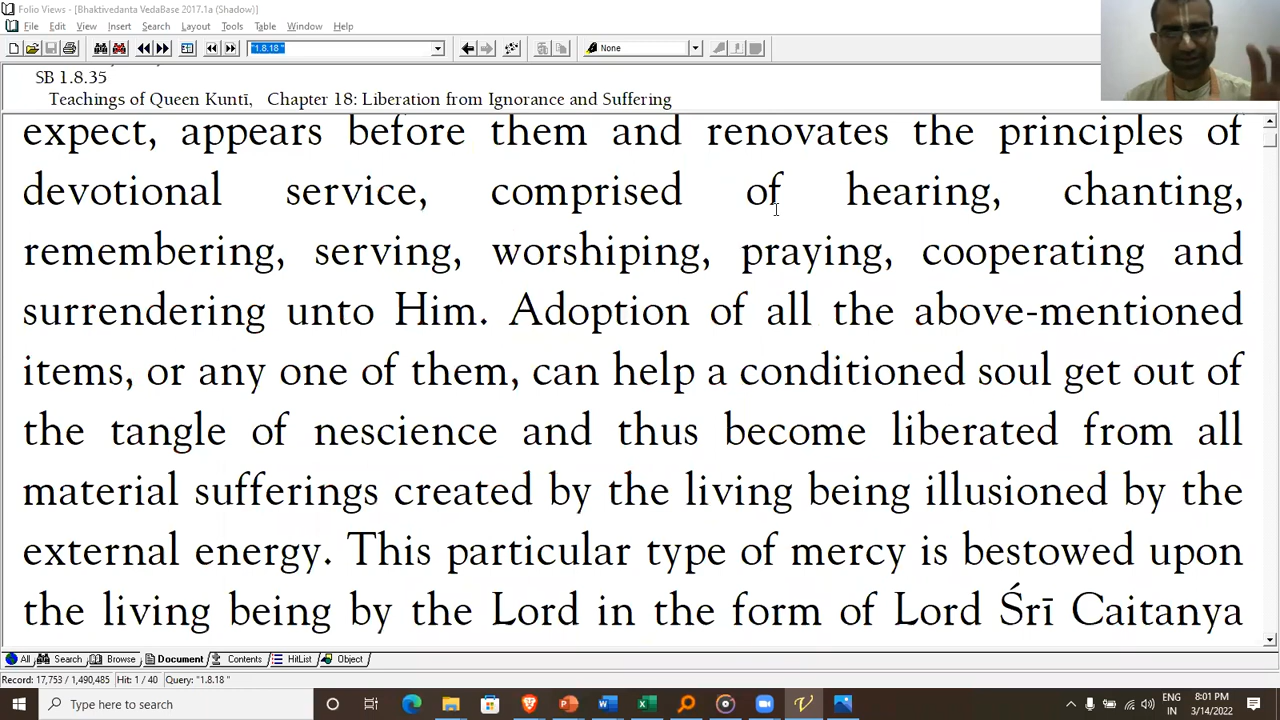 Folio Views - [Bhaktivedanta VedaBase 2017.1a (Shadow)]
File Edit View Insert Search Layout Tools Table Window Help
"1.8.18 " None
SB 1.8.35
Teachings of Queen Kuntī, Chapter 18: Liberation from Ignorance and Suffering
expect, appears before them and renovates the principles of
devotional service, comprised of hearing, chanting,
remembering, serving, worshiping, praying, cooperating and
surrendering unto Him. Adoption of all the above-mentioned
items, or any one of them, can help a conditioned soul get out of
the tangle of nescience and thus become liberated from all
material sufferings created by the living being illusioned by the
external energy. This particular type of mercy is bestowed upon
the living being by the Lord in the form of Lord Śrī Caitanya
All Search Browse Document Contents HitList Object
Record: 17,753 / 1,490,485 Hit: 1 / 40 Query: "1.8.18 "
Type here to search ENG 8:01 PM
IN 3/14/2022